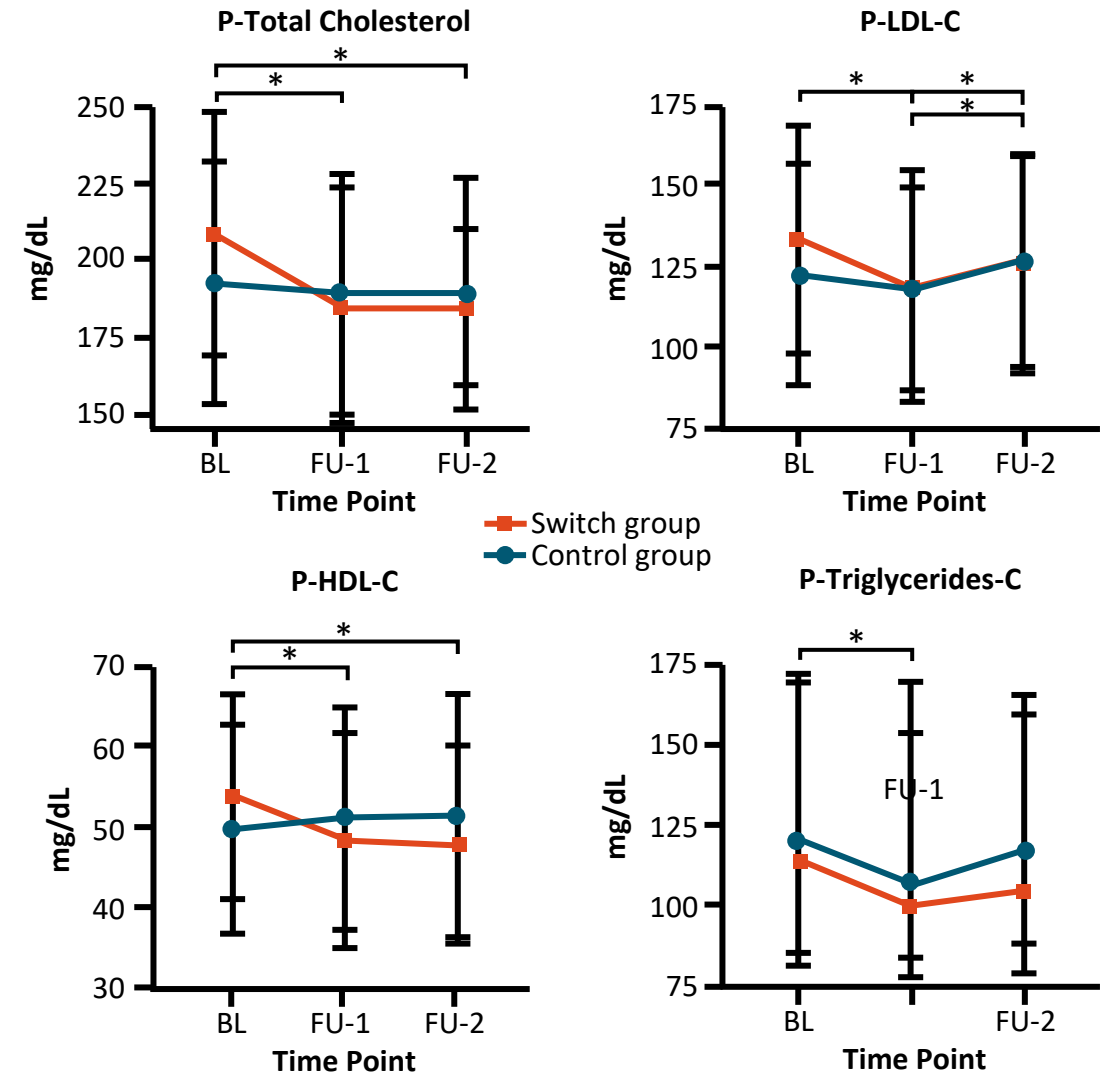 P-Total Cholesterol
*
*
250
225
200
175
150
mg/dL
BL FU-1 FU-2
Time Point
P-LDL-C
* *
*
175
150
125
100
75
mg/dL
BL FU-1 FU-2
Time Point
Switch group
Control group
P-HDL-C
*
*
70
60
50
40
30
mg/dL
BL FU-1 FU-2
Time Point
P-Triglycerides-C
*
175
150
125
100
75
mg/dL
FU-1
BL FU-2
Time Point